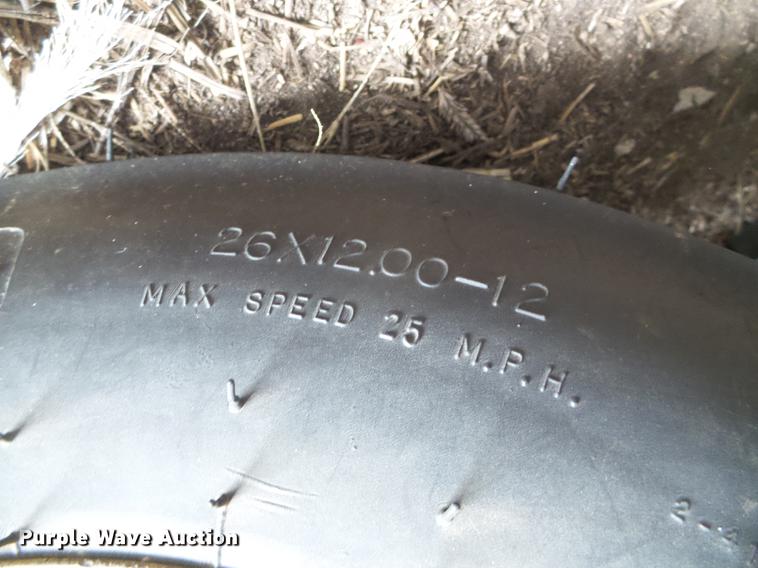 26X12.00-12
MAX SPEED 25 M.P.H.
Purple Wave Auction